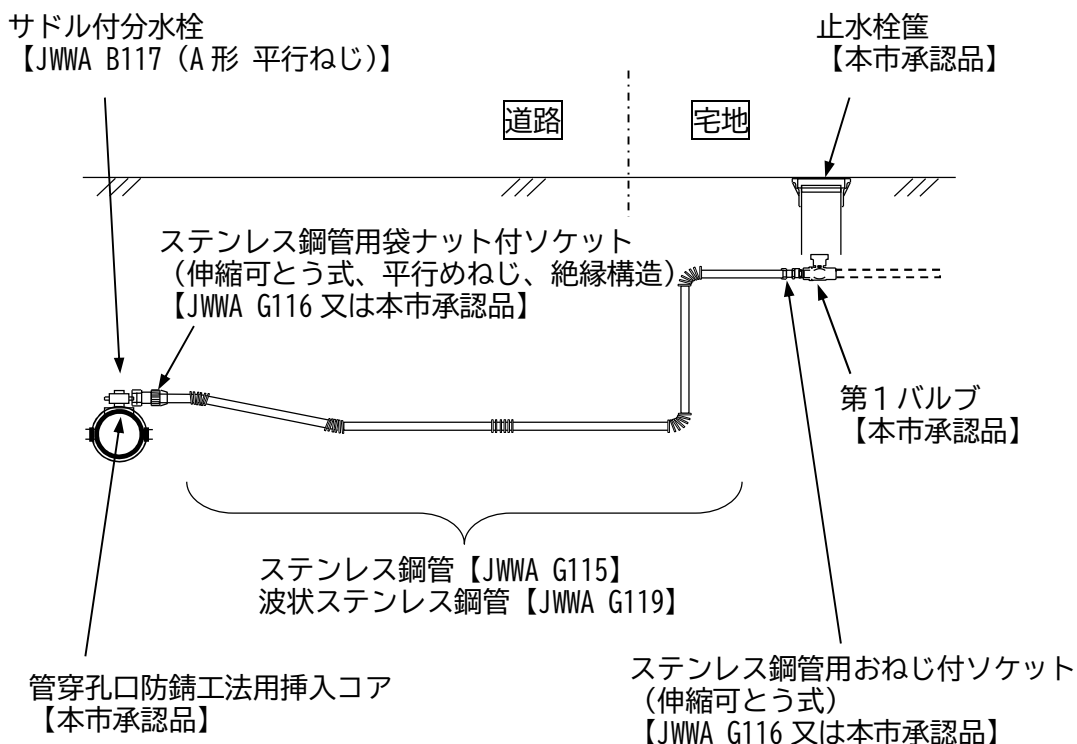 サドル付分水栓
【JWWA B117（A形 平行ねじ）】
止水栓筺
【本市承認品】
道路
宅地
ステンレス鋼管用袋ナット付ソケット
（伸縮可とう式、平行めねじ、絶縁構造）
【JWWA G116 又は本市承認品】
第１バルブ
【本市承認品】
ステンレス鋼管【JWWA G115】
波状ステンレス鋼管【JWWA G119】
管穿孔口防錆工法用挿入コア
【本市承認品】
ステンレス鋼管用おねじ付ソケット
（伸縮可とう式）
【JWWA G116 又は本市承認品】